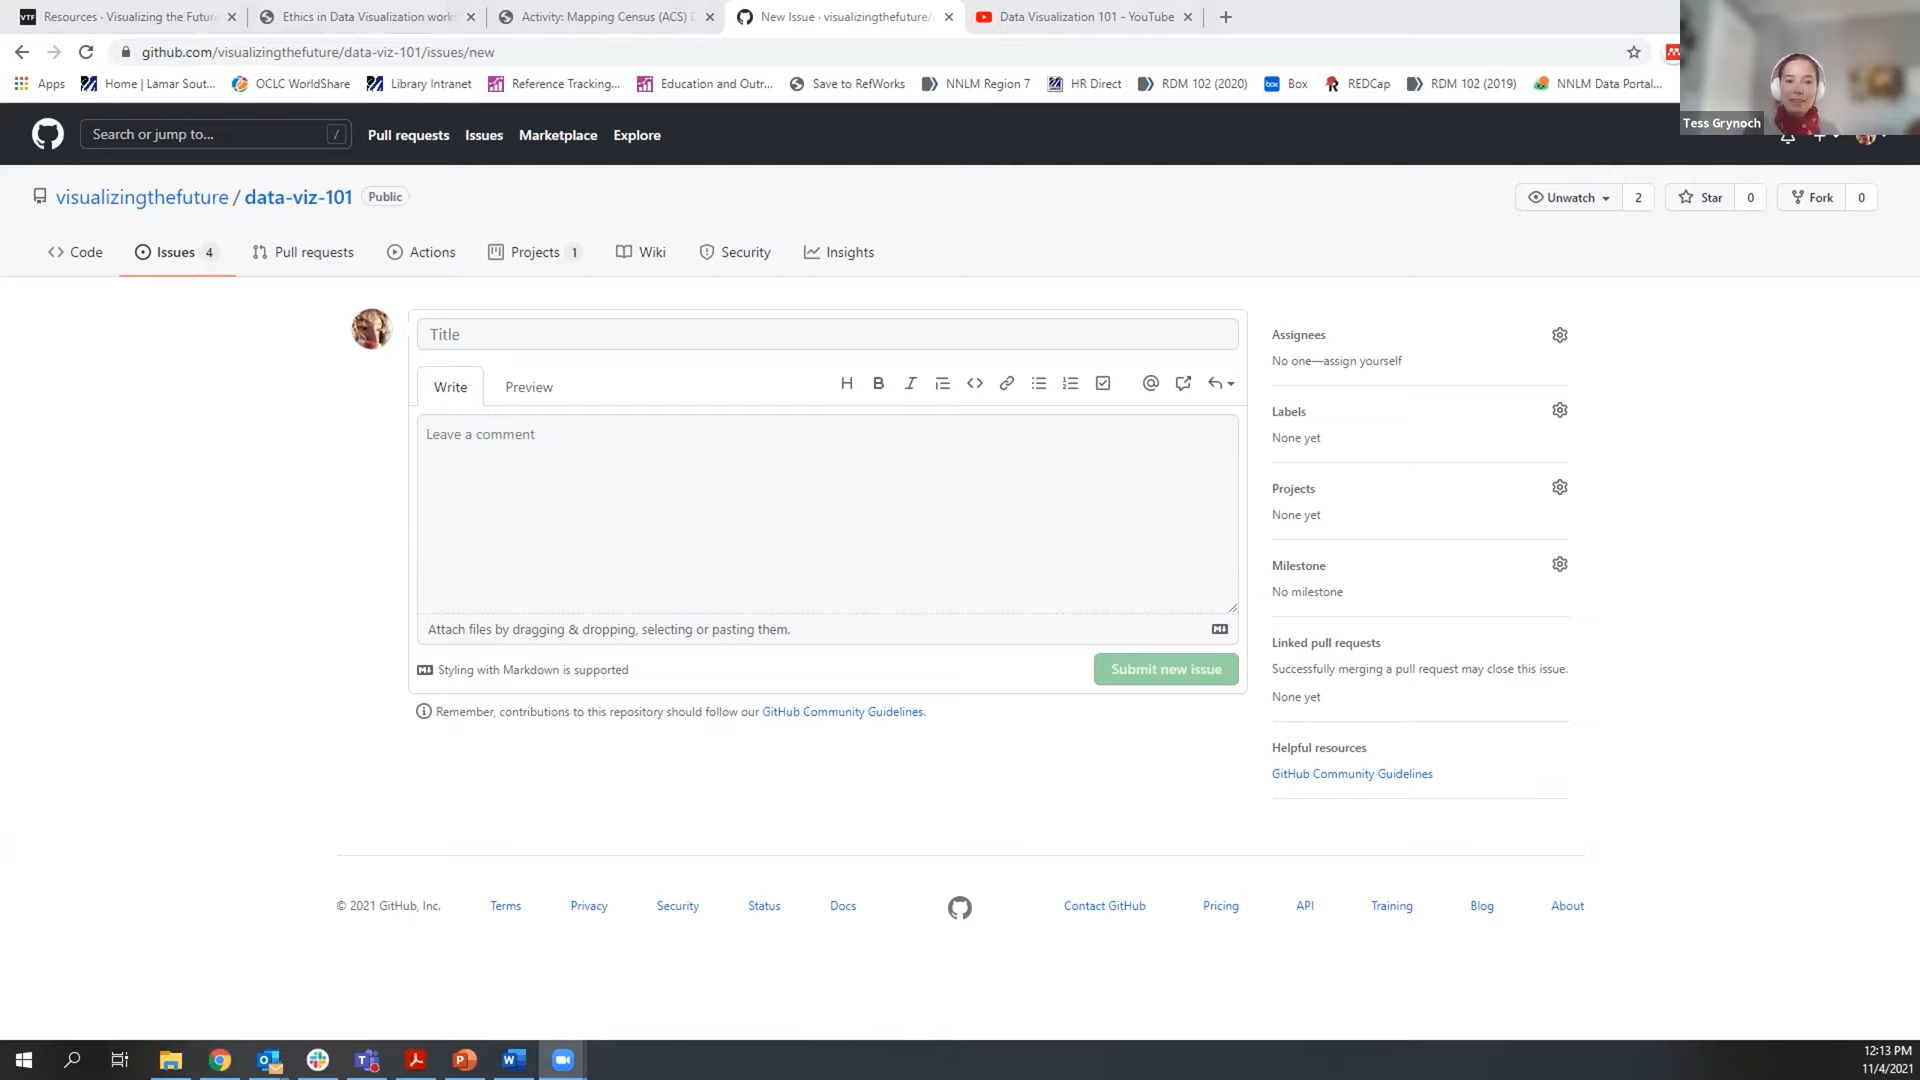 VTF Resources · Visualizing the Futur
Ethics in Data Visualization work
Activity: Mapping Census (ACS) D
New Issue · visualizingthefuture/
Data Visualization 101 - YouTube
github.com/visualizingthefuture/data-viz-101/issues/new
Apps Home | Lamar Sout... OCLC WorldShare Library Intranet Reference Tracking... Education and Outr... Save to RefWorks NNLM Region 7 HR Direct RDM 102 (2020) box Box REDCap RDM 102 (2019) NNLM Data Portal...
Tess Grynoch
Search or jump to... /
Pull requests Issues Marketplace Explore
visualizingthefuture / data-viz-101 Public
Unwatch 2 Star 0 Fork 0
Code Issues 4 Pull requests Actions Projects 1 Wiki Security Insights
Title
Write Preview
H B I @
Leave a comment
Attach files by dragging & dropping, selecting or pasting them.
Styling with Markdown is supported
Submit new issue
Remember, contributions to this repository should follow our GitHub Community Guidelines.
Assignees
No one—assign yourself
Labels
None yet
Projects
None yet
Milestone
No milestone
Linked pull requests
Successfully merging a pull request may close this issue.
None yet
Helpful resources
GitHub Community Guidelines
© 2021 GitHub, Inc. Terms Privacy Security Status Docs Contact GitHub Pricing API Training Blog About
12:13 PM
11/4/2021